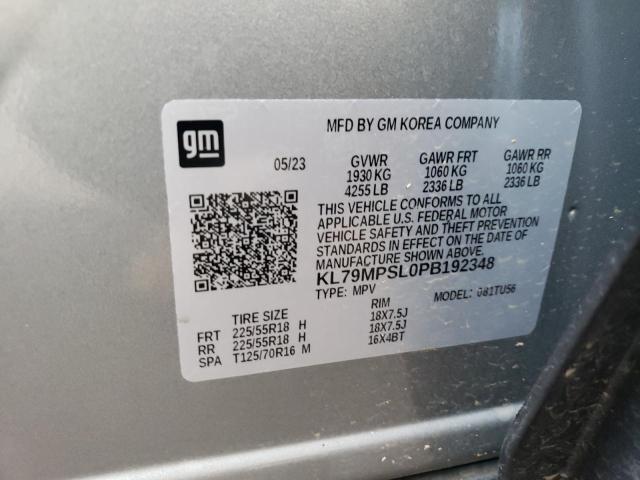 gm
MFD BY GM KOREA COMPANY
05/23 GVWR GAWR FRT GAWR RR
1930 KG 1060 KG 1060 KG
4255 LB 2336 LB 2336 LB
THIS VEHICLE CONFORMS TO ALL
APPLICABLE U.S. FEDERAL MOTOR
VEHICLE SAFETY AND THEFT PREVENTION
STANDARDS IN EFFECT ON THE DATE OF
MANUFACTURE SHOWN ABOVE.
KL79MPSL0PB192348
TYPE: MPV MODEL: 081TU56
TIRE SIZE RIM
FRT 225/55R18 H 18X7.5J
RR 225/55R18 H 18X7.5J
SPA T125/70R16 M 16X4BT